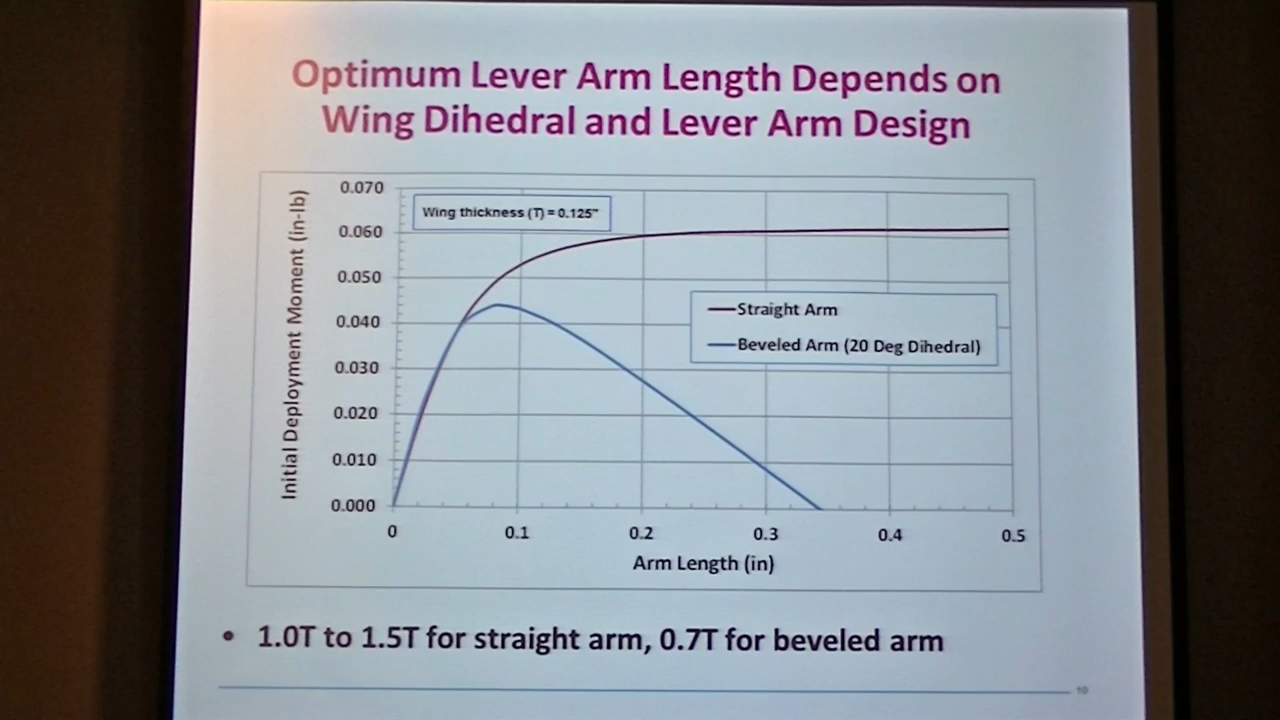 Optimum Lever Arm Length Depends on
Wing Dihedral and Lever Arm Design
Initial Deployment Moment (in-lb)
0.070
0.060
0.050
0.040
0.030
0.020
0.010
0.000
Wing thickness (T) = 0.125"
Straight Arm
Beveled Arm (20 Deg Dihedral)
0 0.1 0.2 0.3 0.4 0.5
Arm Length (in)
• 1.0T to 1.5T for straight arm, 0.7T for beveled arm
10